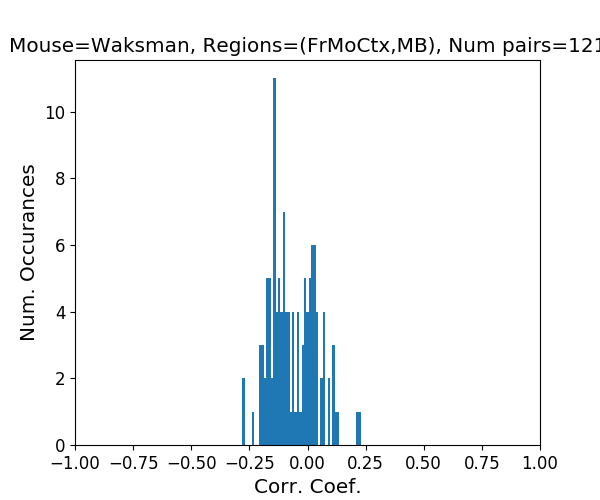 Mouse=Waksman, Regions=(FrMoCtx,MB), Num pairs=121
Num. Occurances
10
8
6
4
2
0
−1.00 −0.75 −0.50 −0.25 0.00 0.25 0.50 0.75 1.00
Corr. Coef.